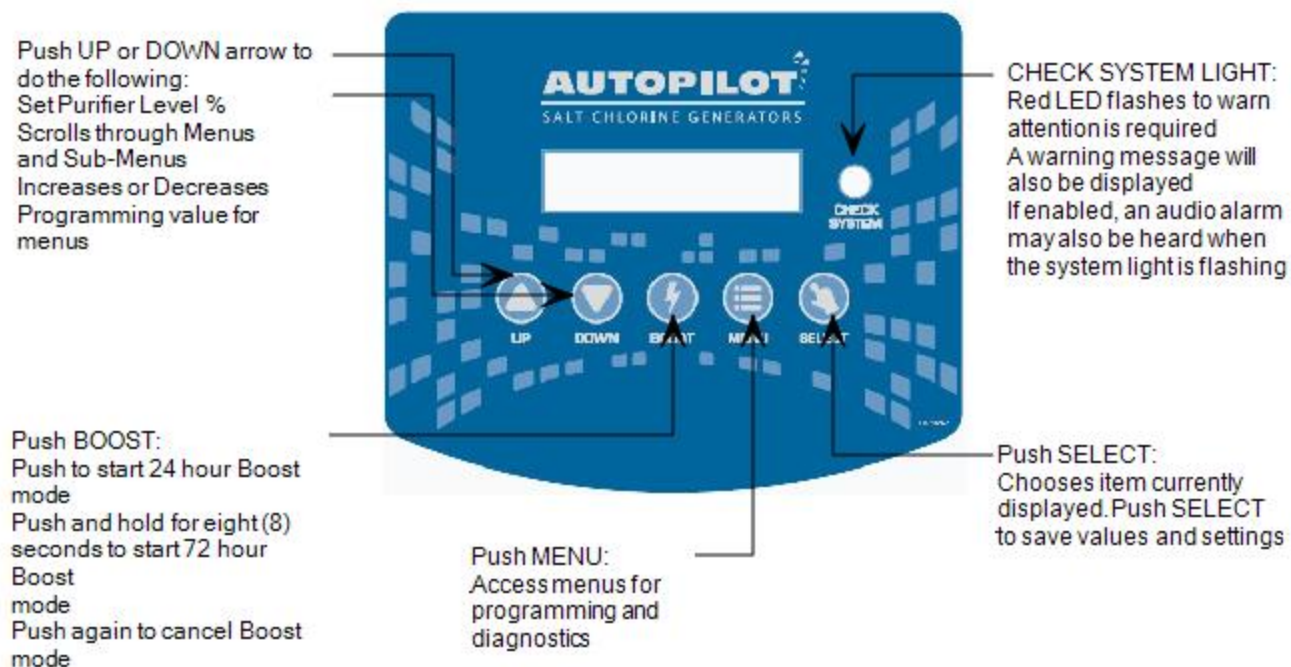 Push UP or DOWN arrow to
do the following:
Set Purifier Level %
Scrolls through Menus
and Sub-Menus
Increases or Decreases
Programming value for
menus
AUTOPILOT
SALT CHLORINE GENERATORS
CHECK
SYSTEM
UP
DOWN
BOOST
MENU
SELECT
CHECK SYSTEM LIGHT:
Red LED flashes to warn
attention is required
A warning message will
also be displayed
If enabled, an audio alarm
may also be heard when
the system light is flashing
Push BOOST:
Push to start 24 hour Boost
mode
Push and hold for eight (8)
seconds to start 72 hour
Boost
mode
Push again to cancel Boost
mode
Push MENU:
Access menus for
programming and
diagnostics
Push SELECT:
Chooses item currently
displayed. Push SELECT
to save values and settings